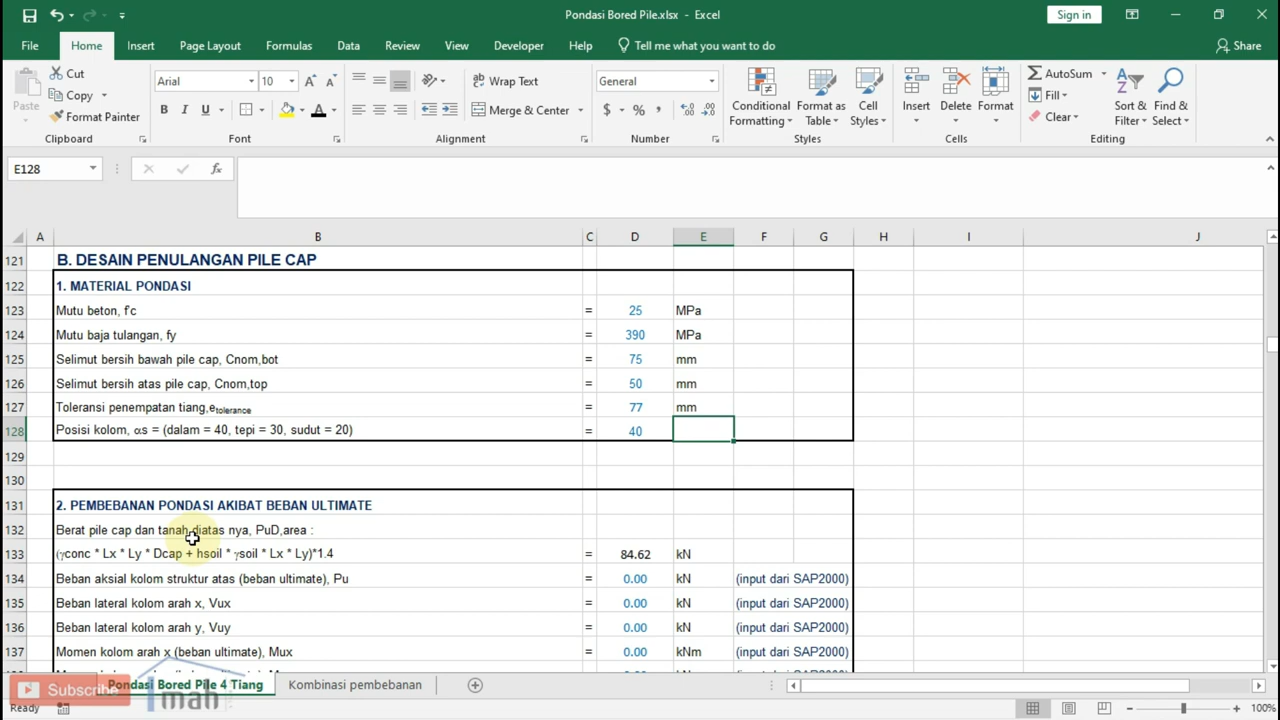 Pondasi Bored Pile.xlsx - Excel
Sign in
File Home Insert Page Layout Formulas Data Review View Developer Help Tell me what you want to do Share
Paste Cut Copy Format Painter
Arial 10
B I U A
Wrap Text
Merge & Center
General
$ % ,
Conditional Formatting Format as Table Cell Styles
Insert Delete Format
AutoSum Fill Clear
Sort & Filter Find & Select
Clipboard Font Alignment Number Styles Cells Editing
E128 fx
A B C D E F G H I J
121 B. DESAIN PENULANGAN PILE CAP
122 1. MATERIAL PONDASI
123 Mutu beton, f'c = 25 MPa
124 Mutu baja tulangan, fy = 390 MPa
125 Selimut bersih bawah pile cap, Cnom,bot = 75 mm
126 Selimut bersih atas pile cap, Cnom,top = 50 mm
127 Toleransi penempatan tiang,etolerance = 77 mm
128 Posisi kolom, αs = (dalam = 40, tepi = 30, sudut = 20) = 40
129
130
131 2. PEMBEBANAN PONDASI AKIBAT BEBAN ULTIMATE
132 Berat pile cap dan tanah diatas nya, PuD,area :
133 (γconc * Lx * Ly * Dcap + hsoil * γsoil * Lx * Ly)*1.4 = 84.62 kN
134 Beban aksial kolom struktur atas (beban ultimate), Pu = 0.00 kN (input dari SAP2000)
135 Beban lateral kolom arah x, Vux = 0.00 kN (input dari SAP2000)
136 Beban lateral kolom arah y, Vuy = 0.00 kN (input dari SAP2000)
137 Momen kolom arah x (beban ultimate), Mux = 0.00 kNm (input dari SAP2000)
Subscribe
Pondasi Bored Pile 4 Tiang Kombinasi pembebanan
Imah
Ready 100%